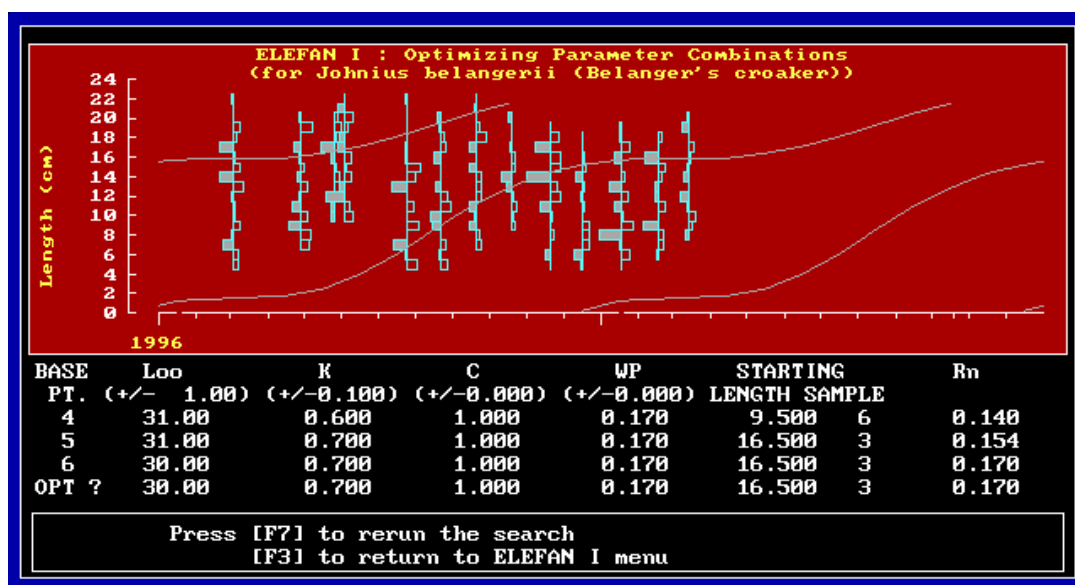 ELEFAN I : Optimizing Parameter Combinations
(for Johnius belangerii (Belanger's croaker))
Length (cm)
24
22
20
18
16
14
12
10
8
6
4
2
0
1996
BASE Loo K C WP STARTING Rn
PT. (+/- 1.00) (+/-0.100) (+/-0.000) (+/-0.000) LENGTH SAMPLE
4 31.00 0.600 1.000 0.170 9.500 6 0.140
5 31.00 0.700 1.000 0.170 16.500 3 0.154
6 30.00 0.700 1.000 0.170 16.500 3 0.170
OPT ? 30.00 0.700 1.000 0.170 16.500 3 0.170
Press [F7] to rerun the search
[F3] to return to ELEFAN I menu